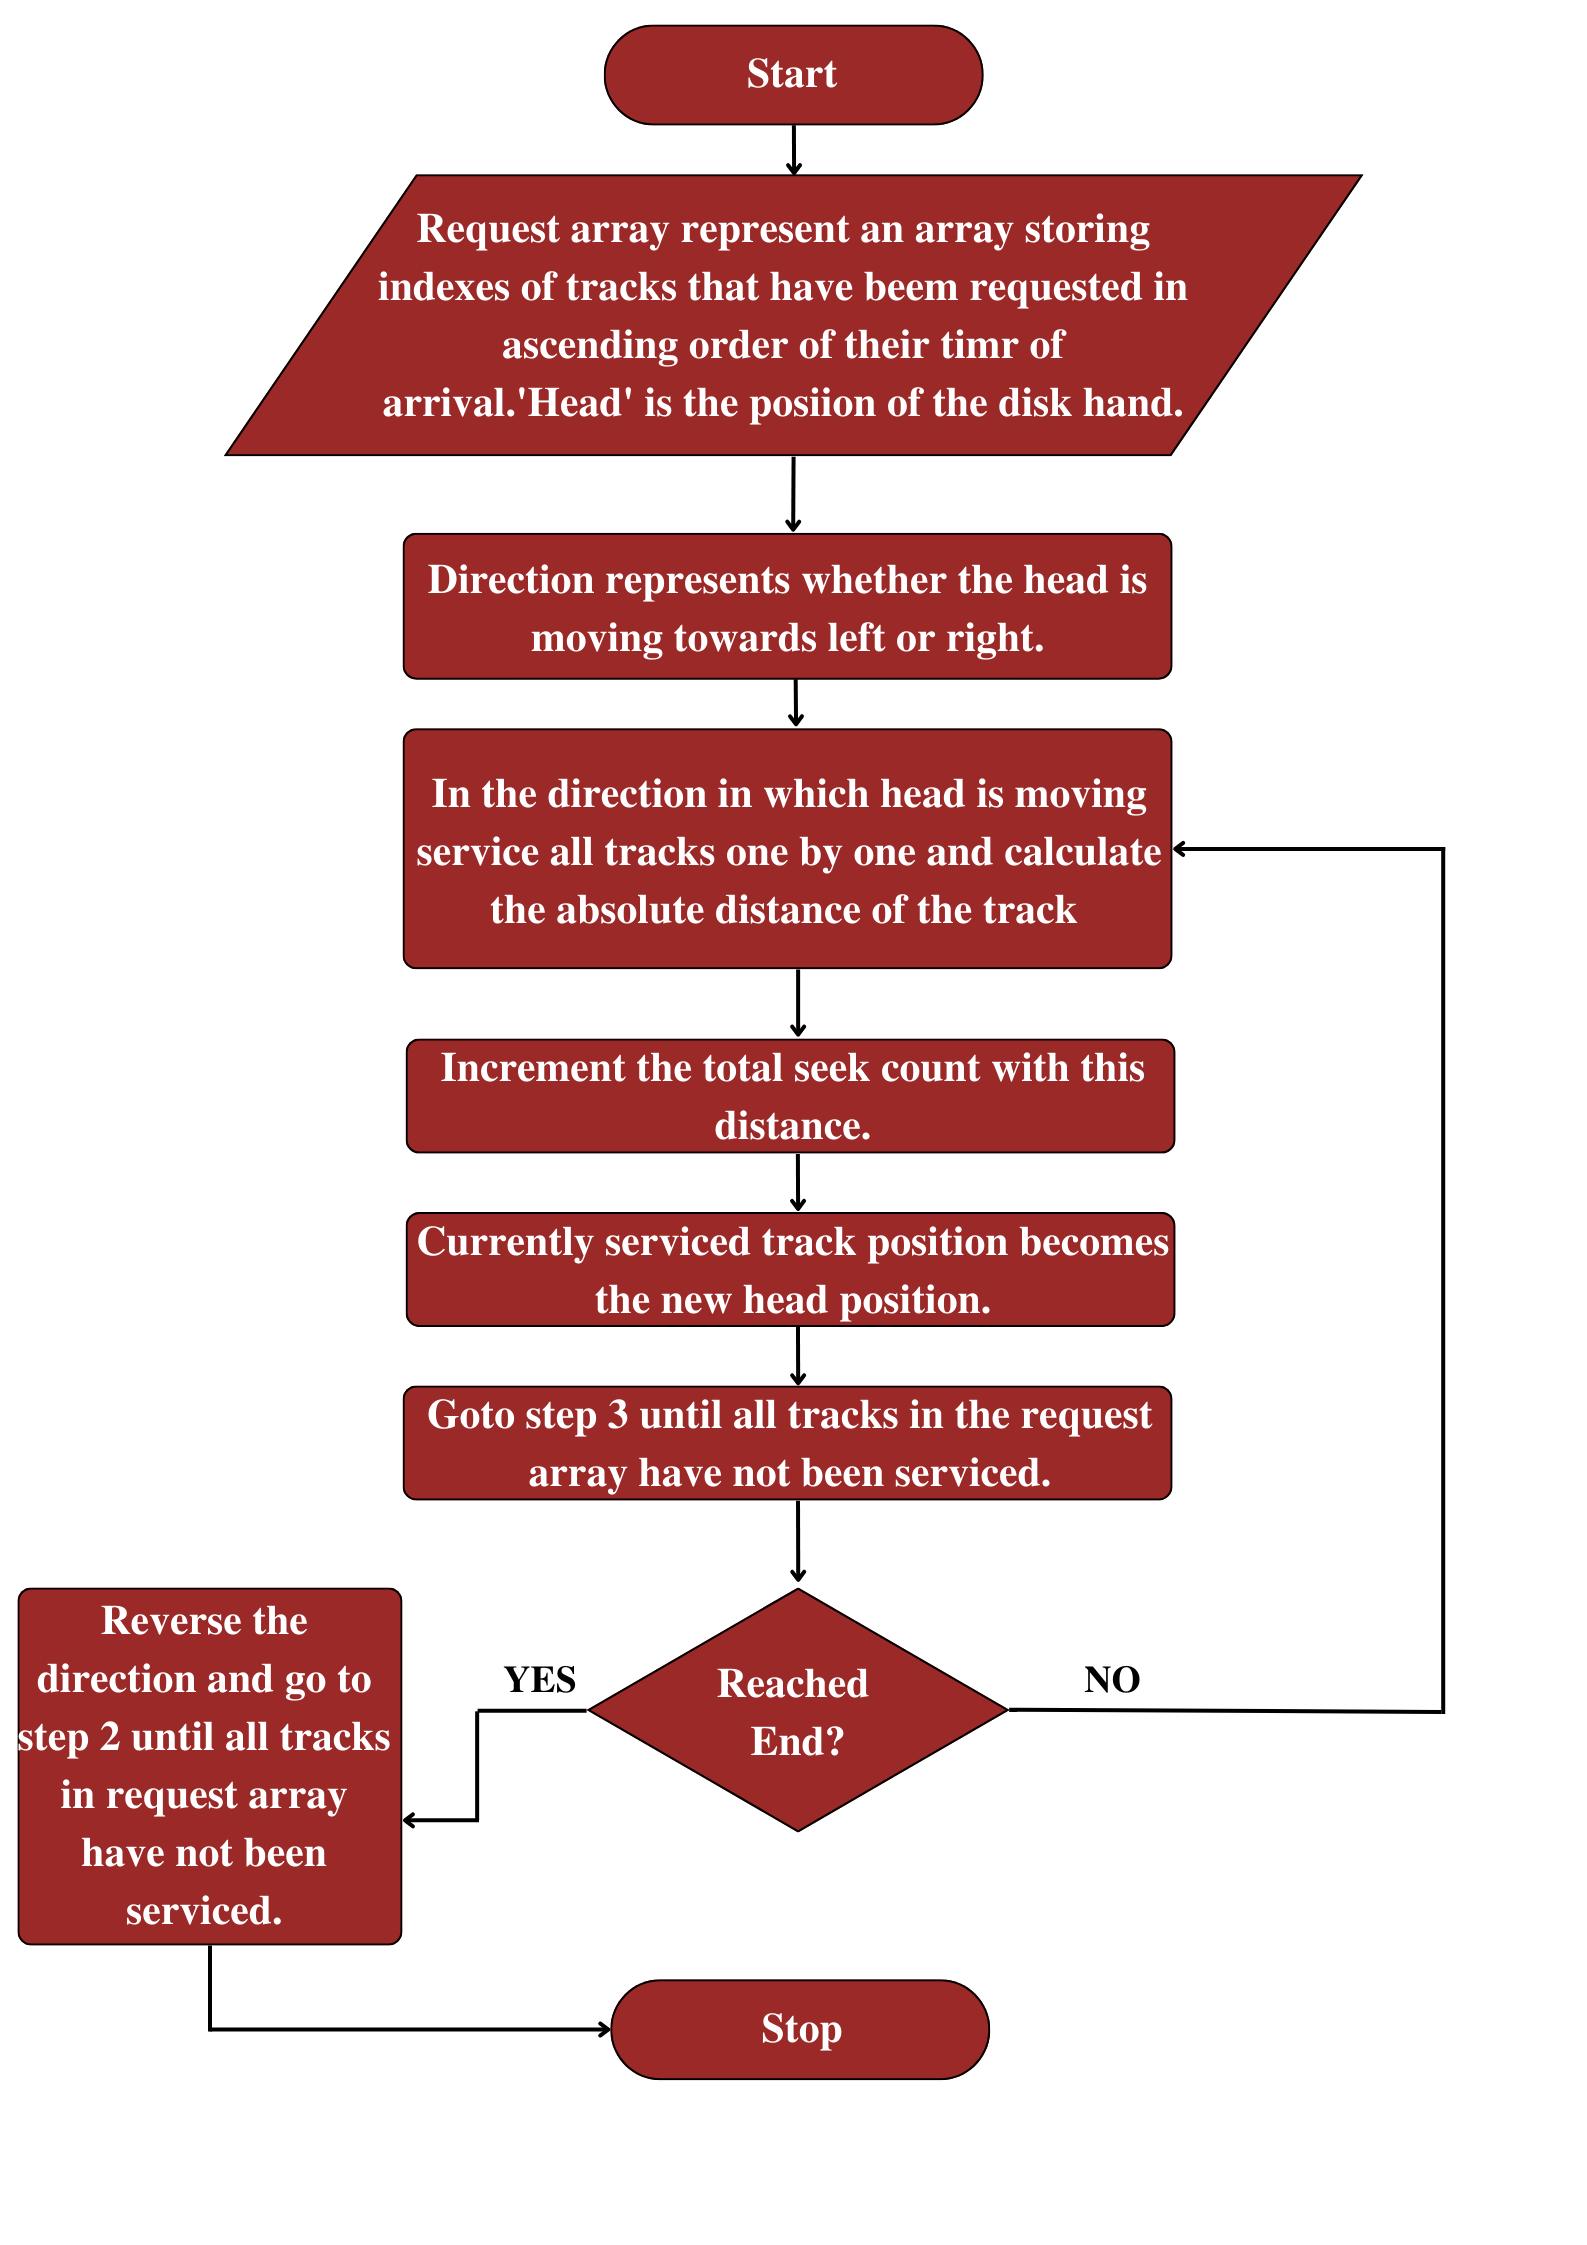 Start
Request array represent an array storing
indexes of tracks that have beem requested in
ascending order of their timr of
arrival.'Head' is the posiion of the disk hand.
Direction represents whether the head is
moving towards left or right.
In the direction in which head is moving
service all tracks one by one and calculate
the absolute distance of the track
Increment the total seek count with this
distance.
Currently serviced track position becomes
the new head position.
Goto step 3 until all tracks in the request
array have not been serviced.
Reached
End?
YES
NO
Reverse the
direction and go to
step 2 until all tracks
in request array
have not been
serviced.
Stop